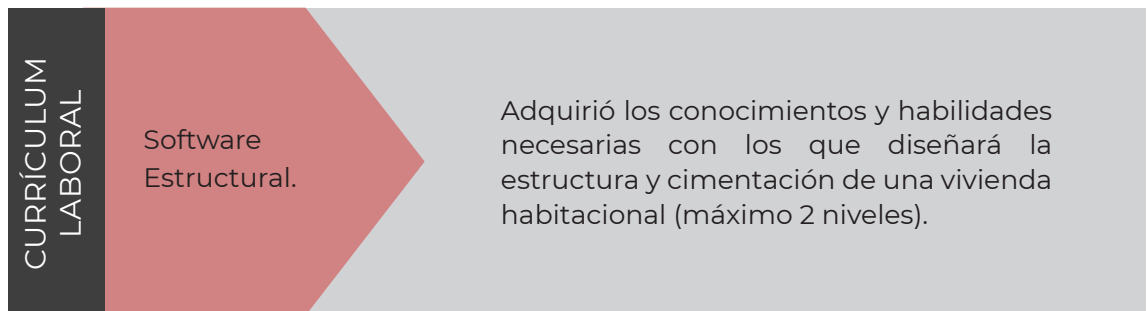 CURRÍCULUM
LABORAL
Software
Estructural.
Adquirió los conocimientos y habilidades
necesarias con los que diseñará la
estructura y cimentación de una vivienda
habitacional (máximo 2 niveles).